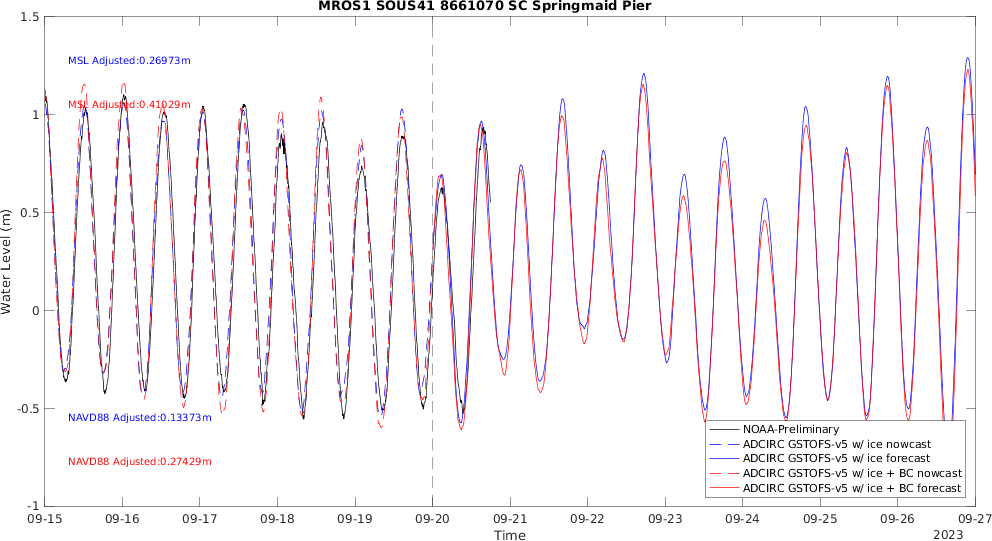 MROS1 SOUS41 8661070 SC Springmaid Pier
1.5
MSL Adjusted:0.26973m
MSL Adjusted:0.41029m
1
0.5
Water Level (m)
0
-0.5
NAVD88 Adjusted:0.13373m
NAVD88 Adjusted:0.27429m
-1
NOAA-Preliminary
ADCIRC GSTOFS-v5 w/ ice nowcast
ADCIRC GSTOFS-v5 w/ ice forecast
ADCIRC GSTOFS-v5 w/ ice + BC nowcast
ADCIRC GSTOFS-v5 w/ ice + BC forecast
09-15 09-16 09-17 09-18 09-19 09-20 09-21 09-22 09-23 09-24 09-25 09-26 09-27
Time
2023